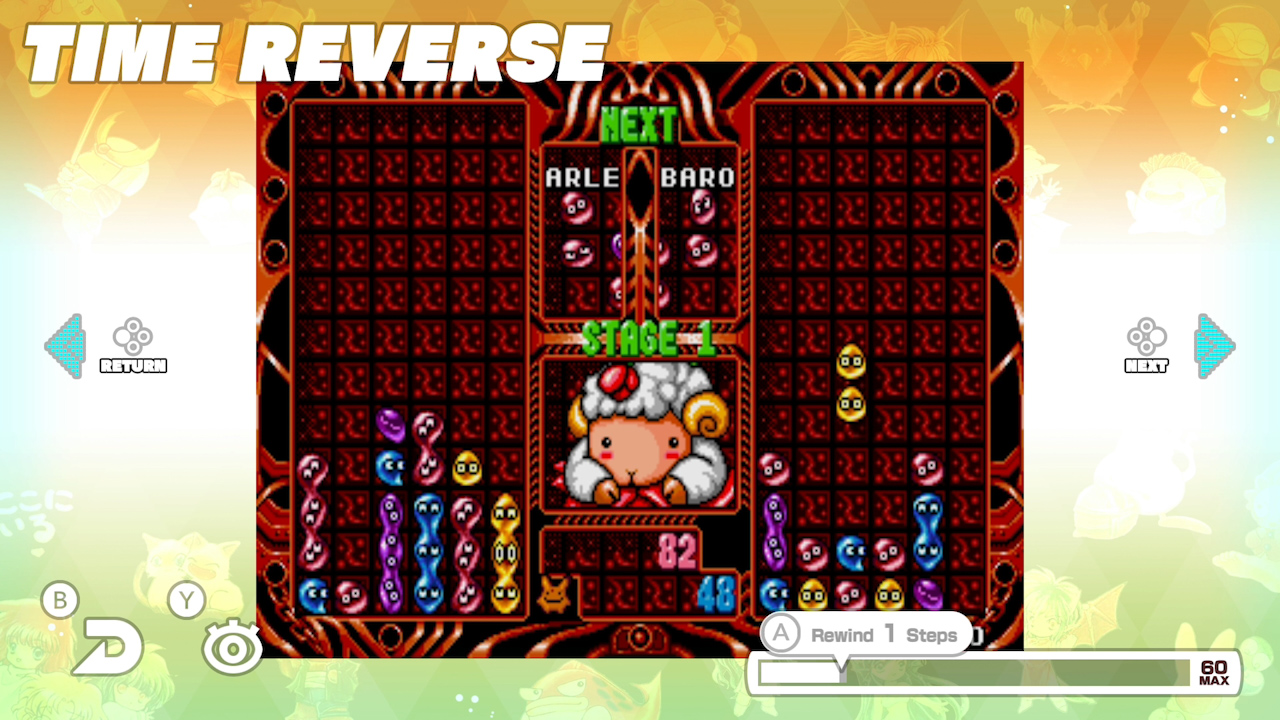 TIME REVERSE
NEXT
ARLE BARO
STAGE 1
RETURN
NEXT
82
48
B
Y
A Rewind 1 Steps
60
MAX